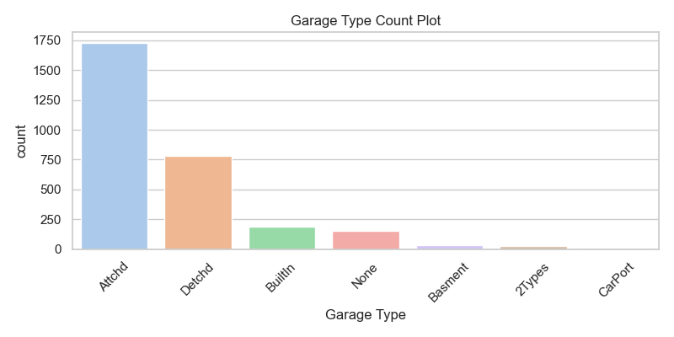 Garage Type Count Plot
1750
1500
1250
1000
750
500
250
0
count
Attchd
Detchd
BuiltIn
None
Basment
2Types
CarPort
Garage Type